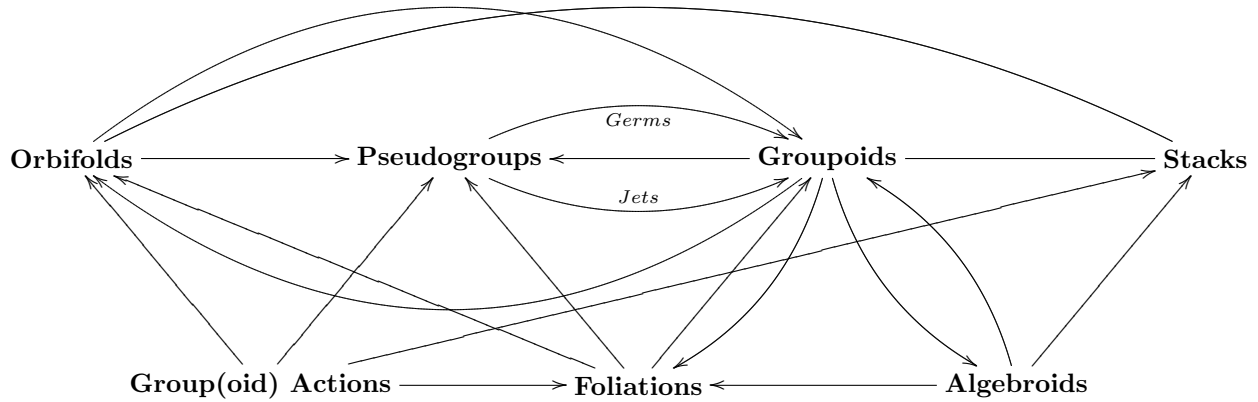 Germs
Orbifolds Pseudogroups Groupoids Stacks
Jets
Group(oid) Actions Foliations Algebroids